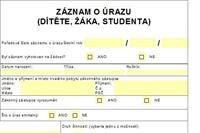 ZÁZNAM O ÚRAZU
(DÍTĚTE, ŽÁKA, STUDENTA)
Pořadové číslo záznamu o úrazu/školní rok / /
Byl záznam vyhotoven na žádost? ANO NE
Datum narození: Třída: Ročník:
Jméno a příjmení a místo trvalého pobytu zákonného zástupce
Jméno Příjmení
Ulice Č.p.
Město PSČ
Zákonný zástupce vyrozuměn ANO NE
Šlo o úraz smrtelný: ANO NE
Druh činnosti: (vyberte jednu z možností)